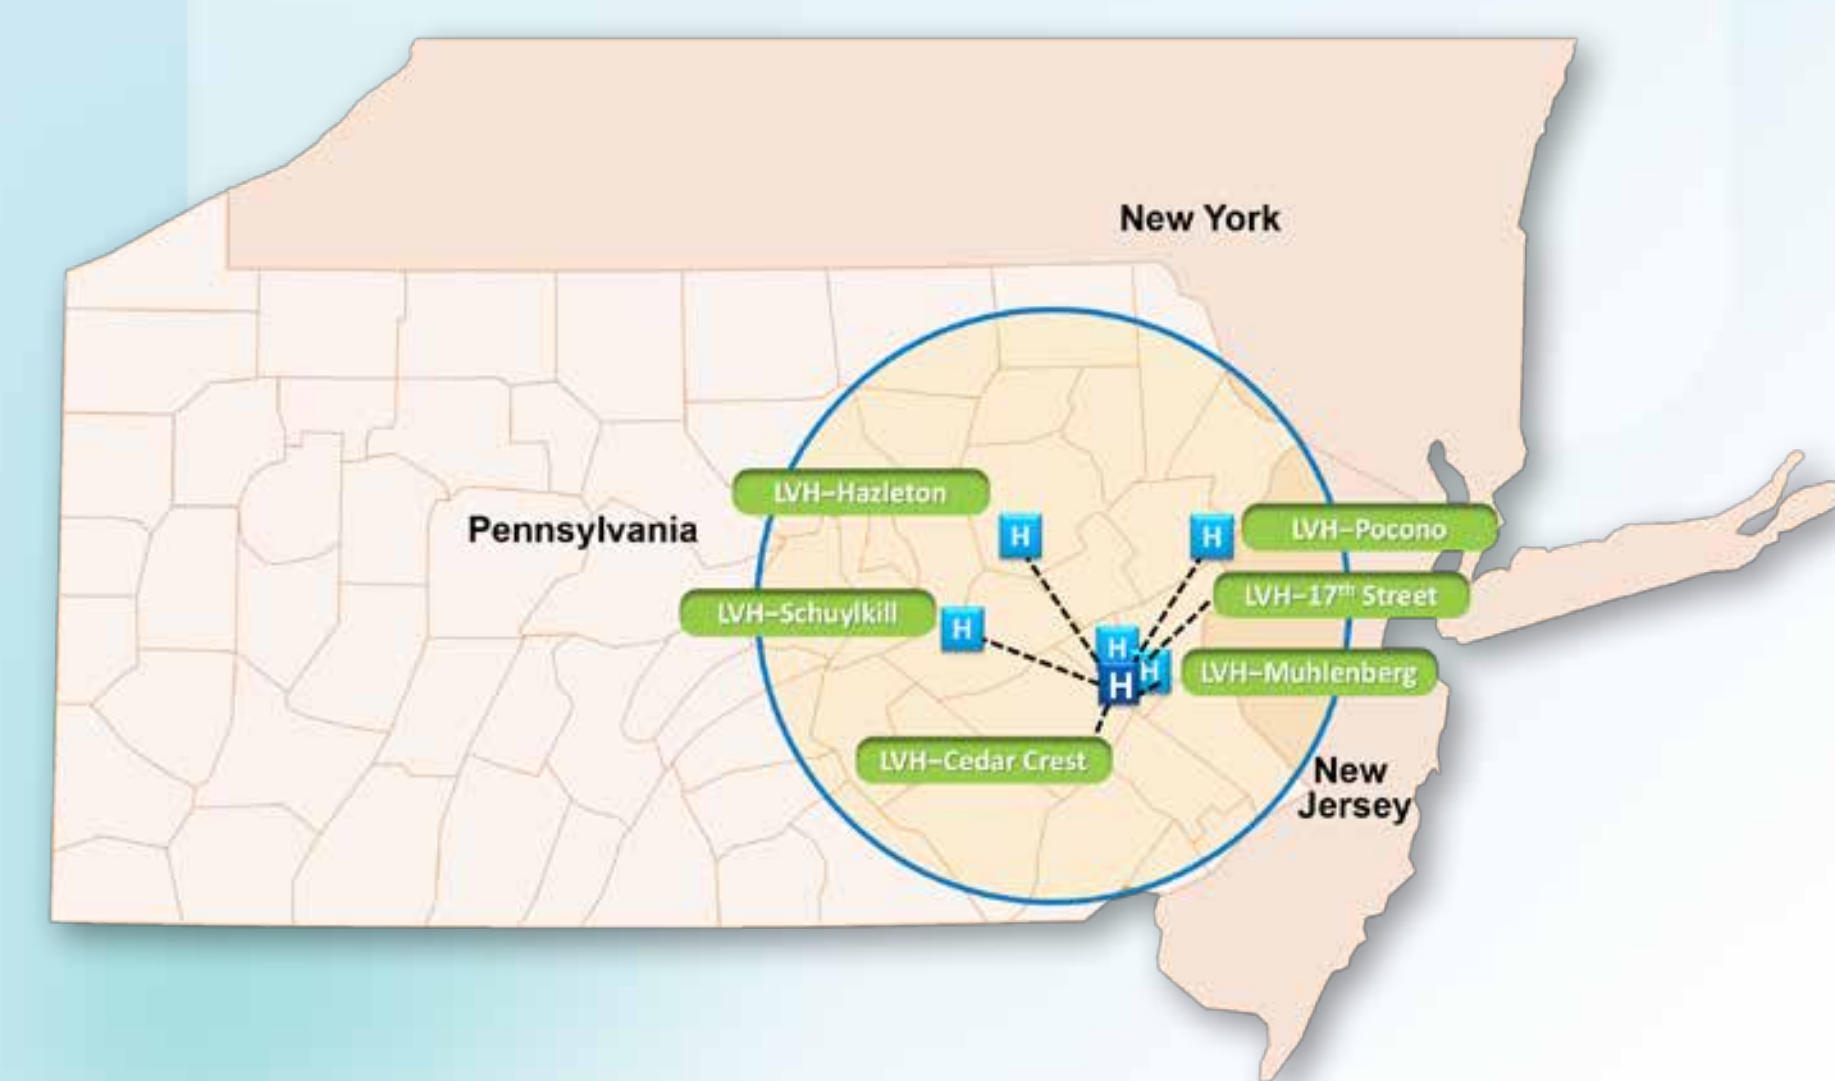 New York
LVH–Hazleton
Pennsylvania
H
H
LVH–Pocono
LVH–17th Street
LVH–Schuylkill
H
H
H
LVH–Muhlenberg
H
LVH–Cedar Crest
New
Jersey